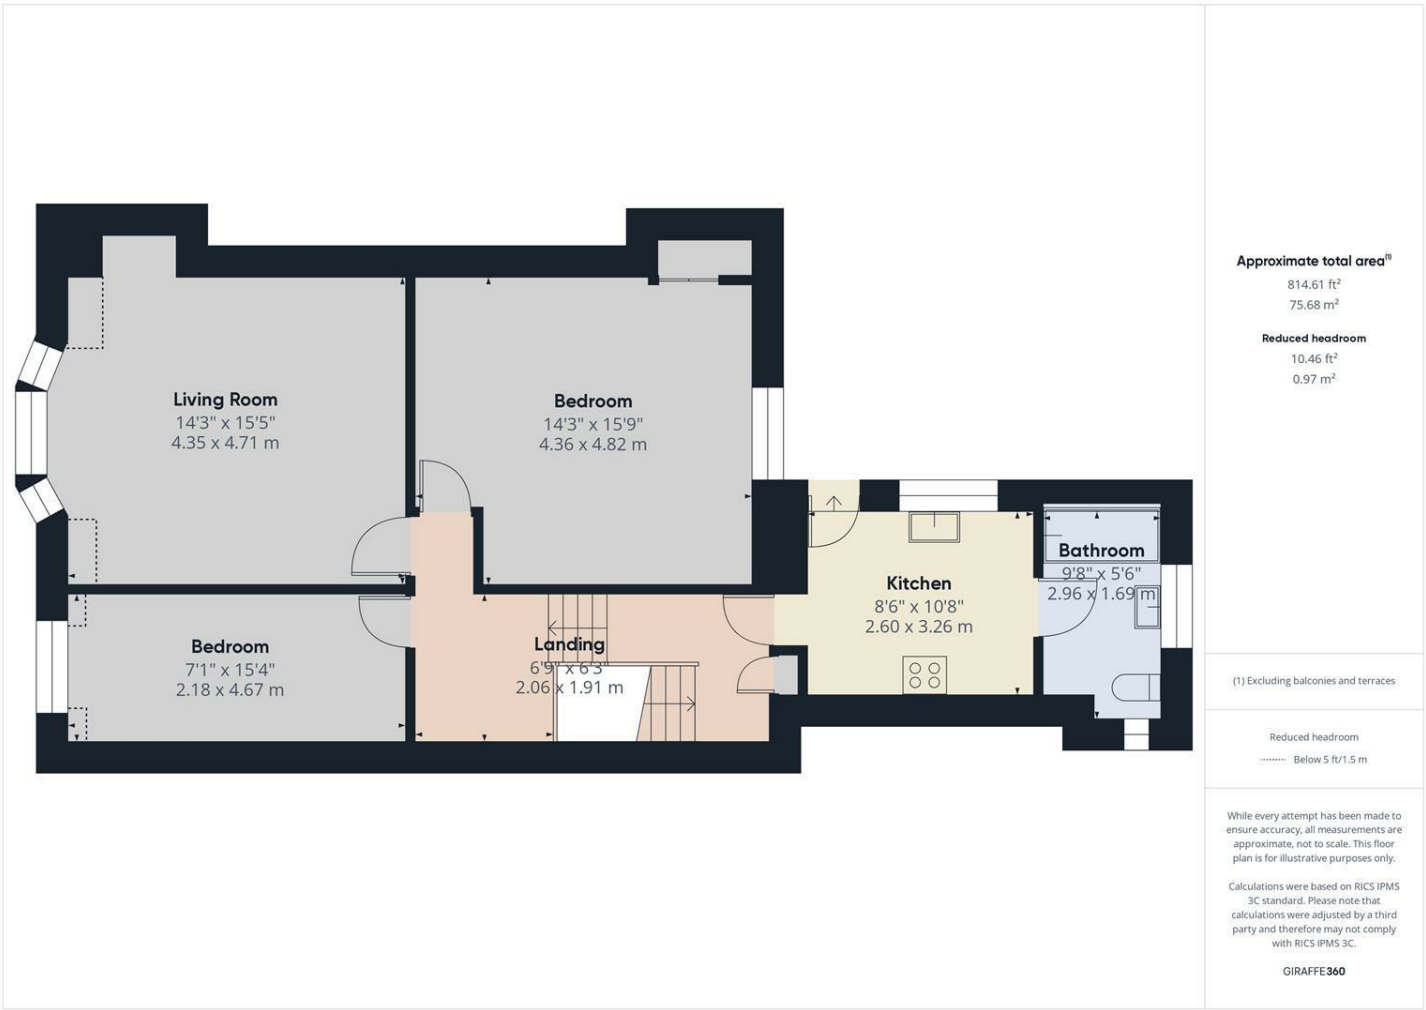 Living Room
14'3" x 15'5"
4.35 x 4.71 m
Bedroom
14'3" x 15'9"
4.36 x 4.82 m
Bedroom
7'1" x 15'4"
2.18 x 4.67 m
Landing
6'9" x 6'3"
2.06 x 1.91 m
Kitchen
8'6" x 10'8"
2.60 x 3.26 m
Bathroom
9'8" x 5'6"
2.96 x 1.69 m
Approximate total area(1)
814.61 ft²
75.68 m²
Reduced headroom
10.46 ft²
0.97 m²
(1) Excluding balconies and terraces
Reduced headroom
Below 5 ft/1.5 m
While every attempt has been made to
ensure accuracy, all measurements are
approximate, not to scale. This floor
plan is for illustrative purposes only.
Calculations were based on RICS IPMS
3C standard. Please note that
calculations were adjusted by a third
party and therefore may not comply
with RICS IPMS 3C.
GIRAFFE360